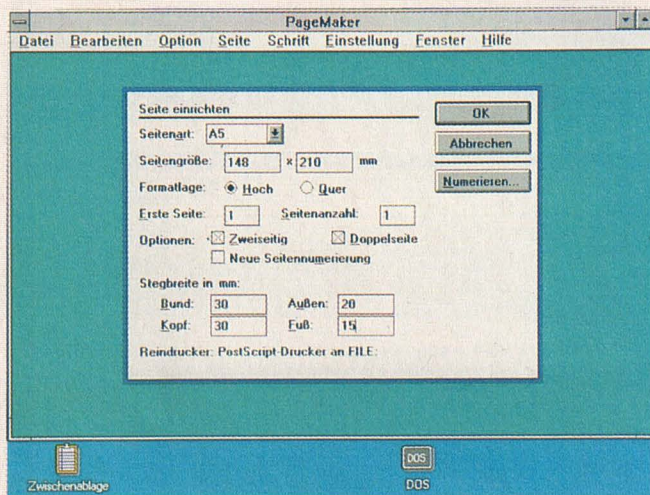 PageMaker
Datei Bearbeiten Option Seite Schrift Einstellung Fenster Hilfe
Seite einrichten
OK
Seitenart: A5
Abbrechen
Seitengröße: 148 x 210 mm
Numerieren...
Formatlage: Hoch Quer
Erste Seite: 1 Seitenanzahl: 1
Optionen: Zweiseitig Doppelseite
Neue Seitennumerierung
Stegbreite in mm:
Bund: 30 Außen: 20
Kopf: 30 Fuß: 15
Reindrucker: PostScript-Drucker an FILE:
Zwischenablage
DOS
DOS